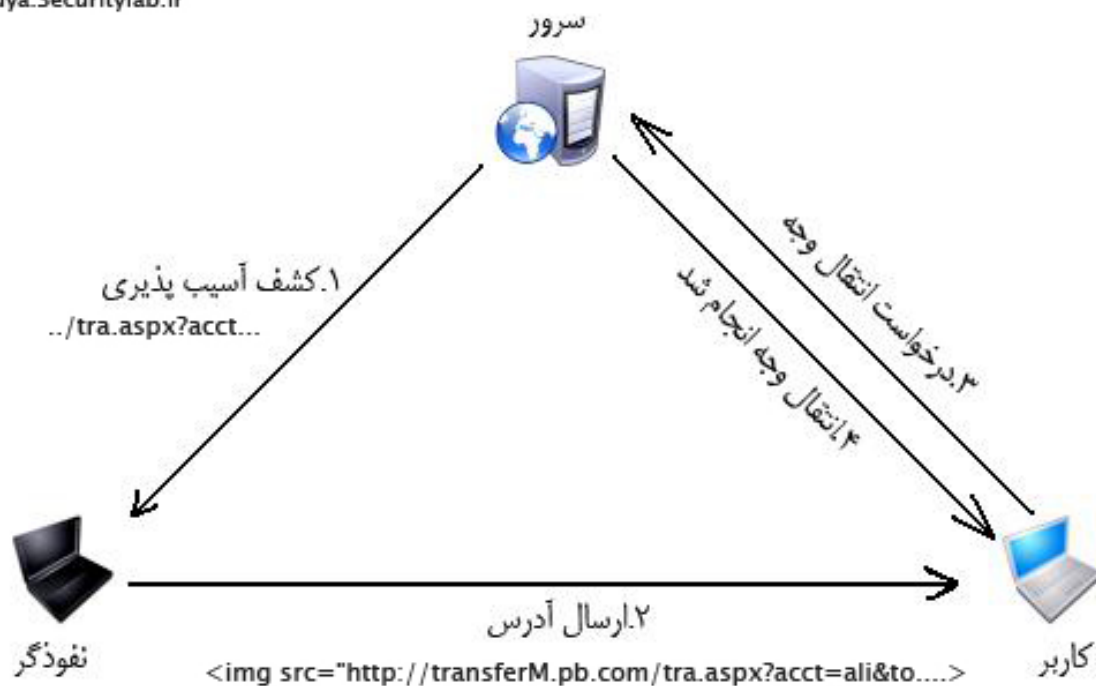 سرور
۱.کشف آسیب پذیری
../tra.aspx?acct...
۳.درخواست انتقال وجه
۴.انتقال وجه انجام شد
۲.ارسال آدرس
<img src="http://transferM.pb.com/tra.aspx?acct=ali&to....>
نفوذگر
کاربر